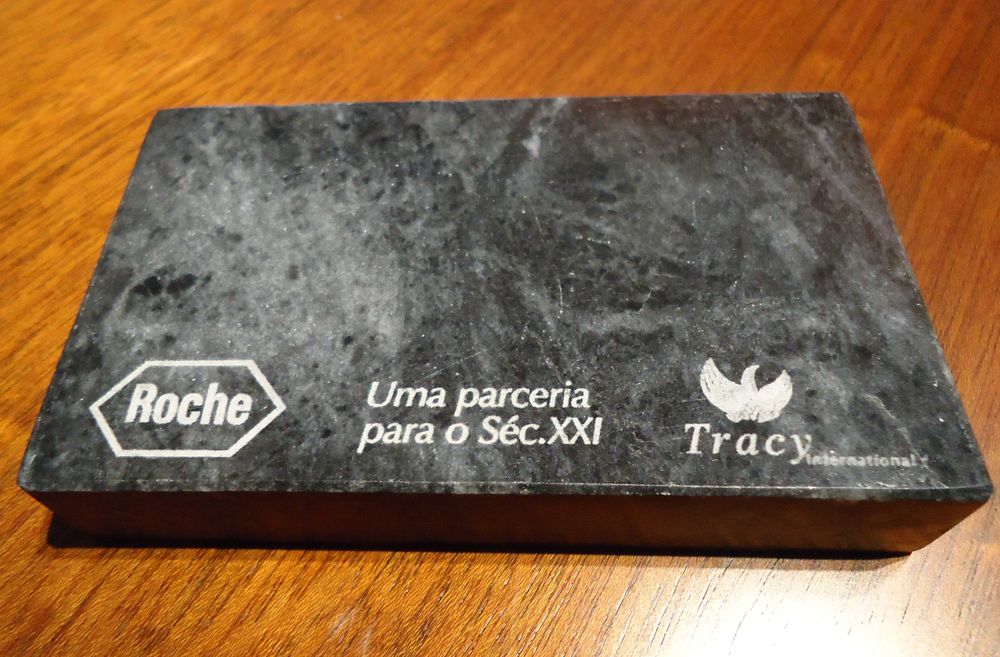 Roche
Uma parceria
para o Séc.XXI
Tracy
international